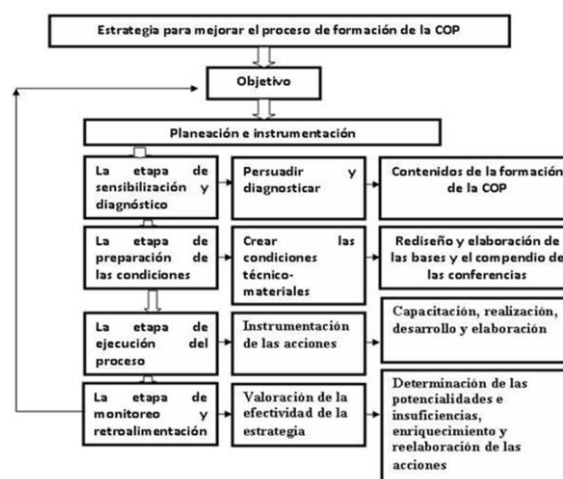 Estrategia para mejorar el proceso de formación de la COP
Objetivo
Planeación e instrumentación
La etapa de
sensibilización y
diagnóstico
Persuadir y
diagnosticar
Contenidos de la formación
de la COP
La etapa de
preparación de
las condiciones
Crear las
condiciones
técnico-
materiales
Rediseño y elaboración de
las bases y el compendio de
las conferencias
La etapa de
ejecución del
proceso
Instrumentación
de las acciones
Capacitación, realización,
desarrollo y elaboración
La etapa de
monitoreo y
retroalimentación
Valoración de la
efectividad de la
estrategia
Determinación de las
potencialidades e
insuficiencias,
enriquecimiento y
reelaboración de las
acciones